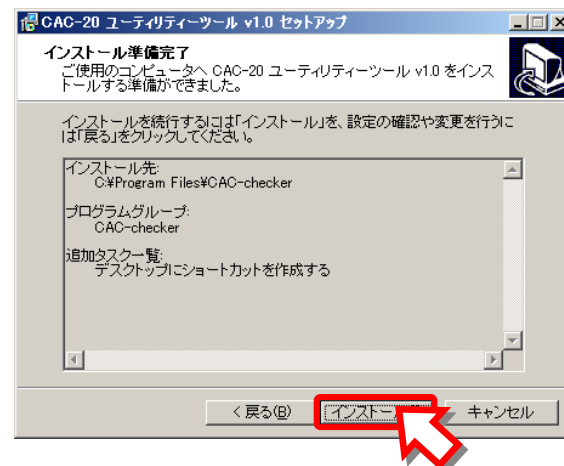 CAC-20 ユーティリティーツール v1.0 セットアップ
インストール準備完了
ご使用のコンピュータへ CAC-20 ユーティリティーツール v1.0 をインス
トールする準備ができました。
インストールを続行するには「インストール」を、設定の確認や変更を行うに
は「戻る」をクリックしてください。
インストール先:
C:¥Program Files¥CAC-checker
プログラムグループ:
CAC-checker
追加タスク一覧:
デスクトップにショートカットを作成する
< 戻る(B)
インストー
キャンセル